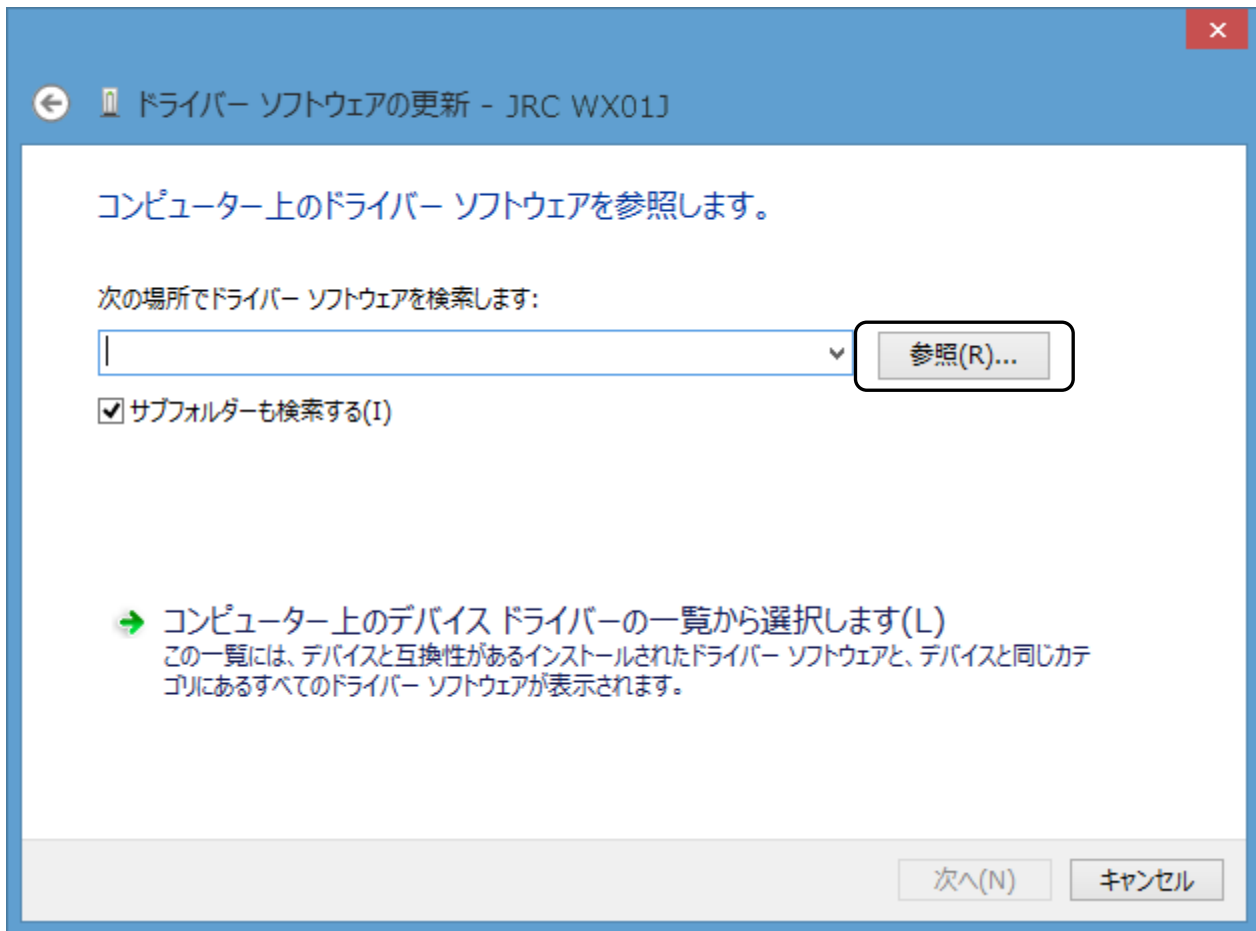 ドライバー ソフトウェアの更新 - JRC WX01J
コンピューター上のドライバー ソフトウェアを参照します。
次の場所でドライバー ソフトウェアを検索します:
参照(R)...
サブフォルダーも検索する(I)
コンピューター上のデバイス ドライバーの一覧から選択します(L)
この一覧には、デバイスと互換性があるインストールされたドライバー ソフトウェアと、デバイスと同じカテ
ゴリにあるすべてのドライバー ソフトウェアが表示されます。
次へ(N)
キャンセル